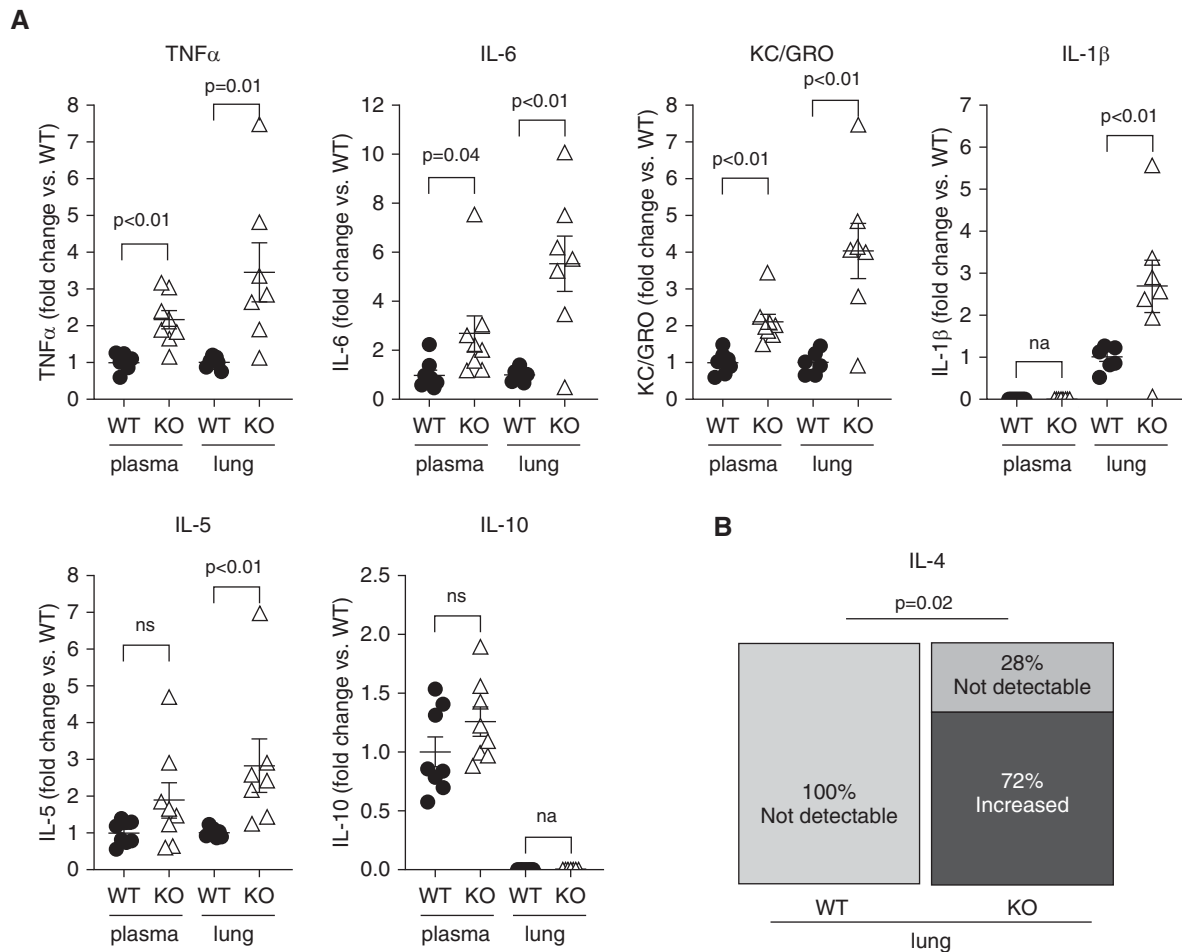 A
TNFα
TNFα (fold change vs. WT)
8
7
6
5
4
3
2
1
0
p<0.01
p=0.01
WT KO WT KO
plasma lung
IL-6
IL-6 (fold change vs. WT)
12
10
8
6
4
2
0
p=0.04
p<0.01
WT KO WT KO
plasma lung
KC/GRO
KC/GRO (fold change vs. WT)
8
7
6
5
4
3
2
1
0
p<0.01
p<0.01
WT KO WT KO
plasma lung
IL-1β
IL-1β (fold change vs. WT)
7
6
5
4
3
2
1
0
na
p<0.01
WT KO WT KO
plasma lung
IL-5
IL-5 (fold change vs. WT)
8
7
6
5
4
3
2
1
0
ns
p<0.01
WT KO WT KO
plasma lung
IL-10
IL-10 (fold change vs. WT)
2.5
2.0
1.5
1.0
0.5
0.0
ns
na
WT KO WT KO
plasma lung
B
IL-4
p=0.02
100%
Not detectable
28%
Not detectable
72%
Increased
WT KO
lung